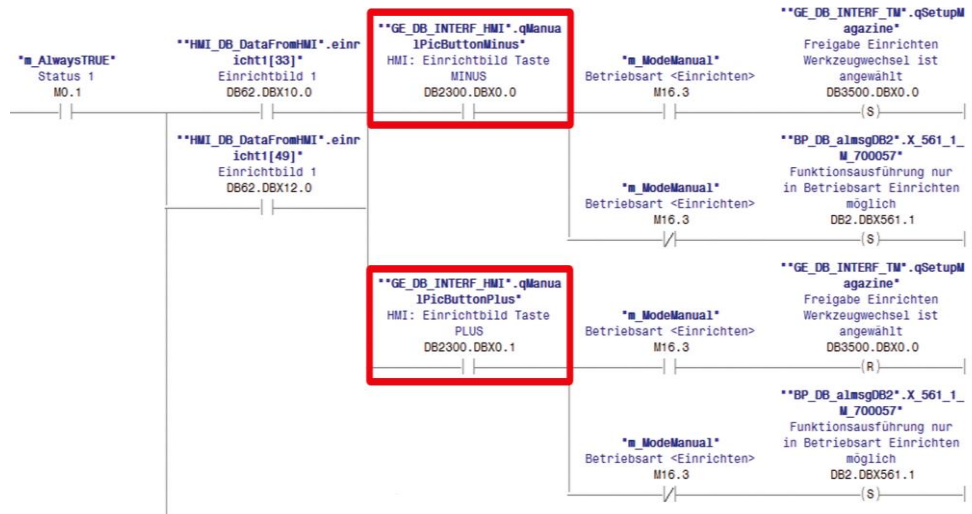 "m_AlwaysTRUE"
Status 1
M0.1
""HMI_DB_DataFromHMI".einr
icht1[33]"
Einrichtbild 1
DB62.DBX10.0
""GE_DB_INTERF_HMI".qManua
lPicButtonMinus"
HMI: Einrichtbild Taste
MINUS
DB2300.DBX0.0
"m_ModeManual"
Betriebsart <Einrichten>
M16.3
""GE_DB_INTERF_TM".qSetupM
agazine"
Freigabe Einrichten
Werkzeugwechsel ist
angewählt
DB3500.DBX0.0
(S)
""HMI_DB_DataFromHMI".einr
icht1[49]"
Einrichtbild 1
DB62.DBX12.0
"m_ModeManual"
Betriebsart <Einrichten>
M16.3
""BP_DB_almsgDB2".X_561_1_
M_700057"
Funktionsausführung nur
in Betriebsart Einrichten
möglich
DB2.DBX561.1
(S)
""GE_DB_INTERF_HMI".qManua
lPicButtonPlus"
HMI: Einrichtbild Taste
PLUS
DB2300.DBX0.1
"m_ModeManual"
Betriebsart <Einrichten>
M16.3
""GE_DB_INTERF_TM".qSetupM
agazine"
Freigabe Einrichten
Werkzeugwechsel ist
angewählt
DB3500.DBX0.0
(R)
"m_ModeManual"
Betriebsart <Einrichten>
M16.3
""BP_DB_almsgDB2".X_561_1_
M_700057"
Funktionsausführung nur
in Betriebsart Einrichten
möglich
DB2.DBX561.1
(S)